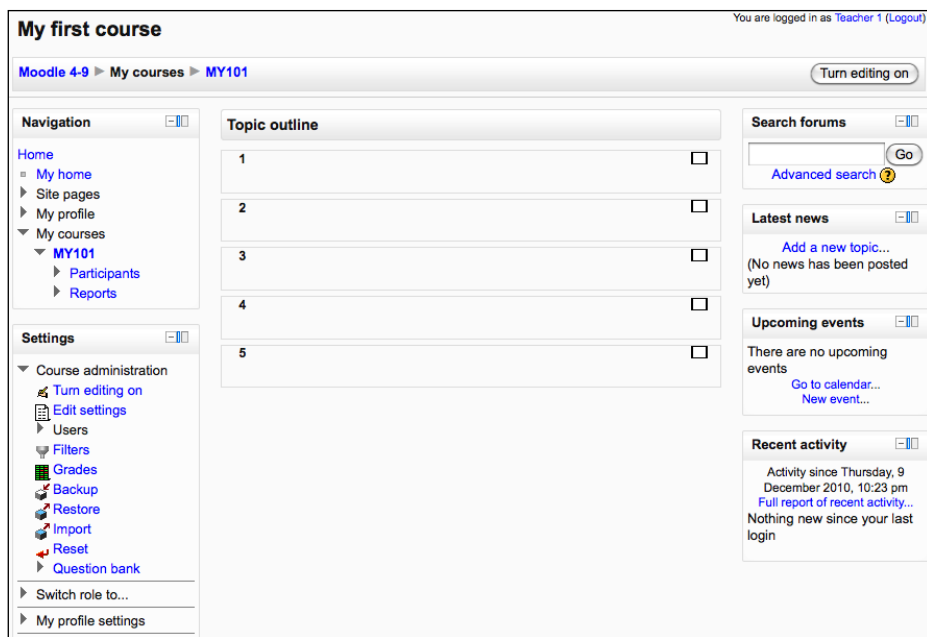 My first course
You are logged in as Teacher 1 (Logout)
Moodle 4-9 ▶ My courses ▶ MY101
Turn editing on
Navigation
Home
My home
Site pages
My profile
My courses
MY101
Participants
Reports
Settings
Course administration
Turn editing on
Edit settings
Users
Filters
Grades
Backup
Restore
Import
Reset
Question bank
Switch role to...
My profile settings
Topic outline
1
2
3
4
5
Search forums
Go
Advanced search ?
Latest news
Add a new topic...
(No news has been posted
yet)
Upcoming events
There are no upcoming
events
Go to calendar...
New event...
Recent activity
Activity since Thursday, 9
December 2010, 10:23 pm
Full report of recent activity...
Nothing new since your last
login